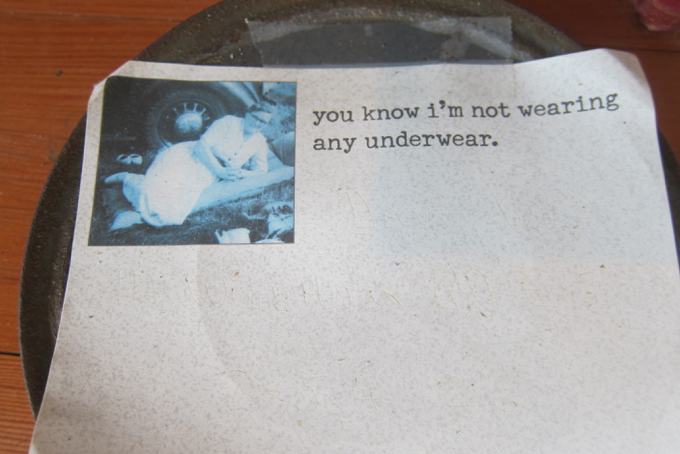 you know i'm not wearing
any underwear.